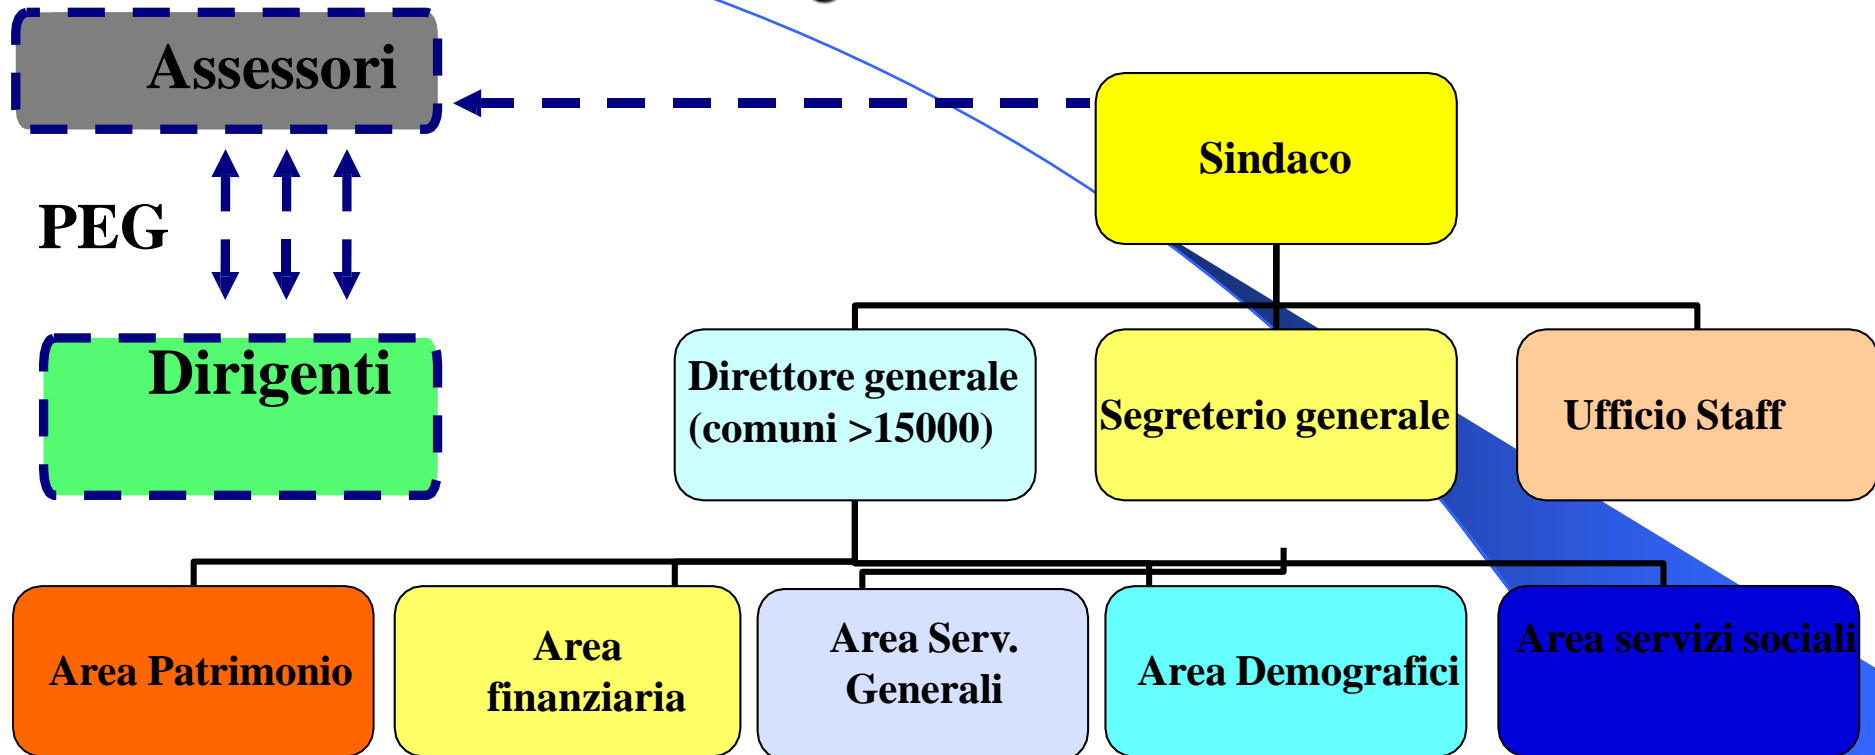 Assessori
Sindaco
PEG
Dirigenti
Direttore generale
(comuni >15000)
Segreterio generale
Ufficio Staff
Area Patrimonio
Area
finanziaria
Area Serv.
Generali
Area Demografici
Area servizi sociali